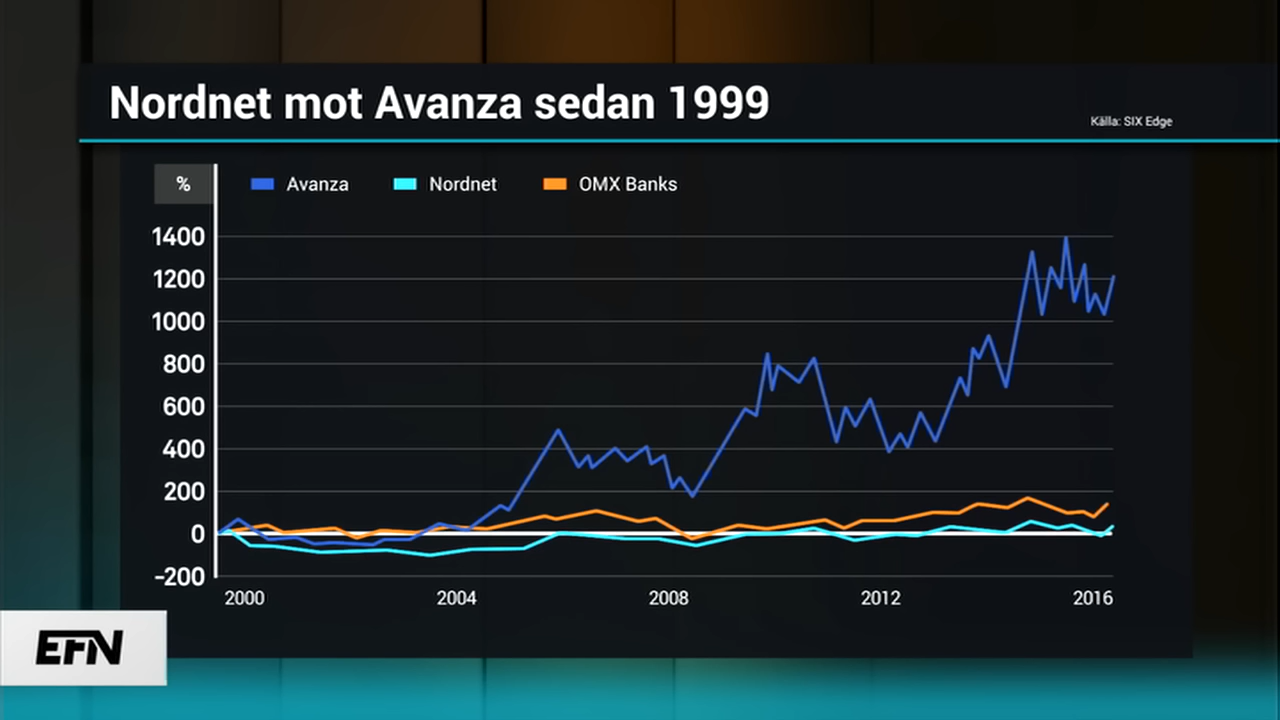 Nordnet mot Avanza sedan 1999
Källa: SIX Edge
% Avanza Nordnet OMX Banks
1400
1200
1000
800
600
400
200
0
-200
2000 2004 2008 2012 2016
EFN